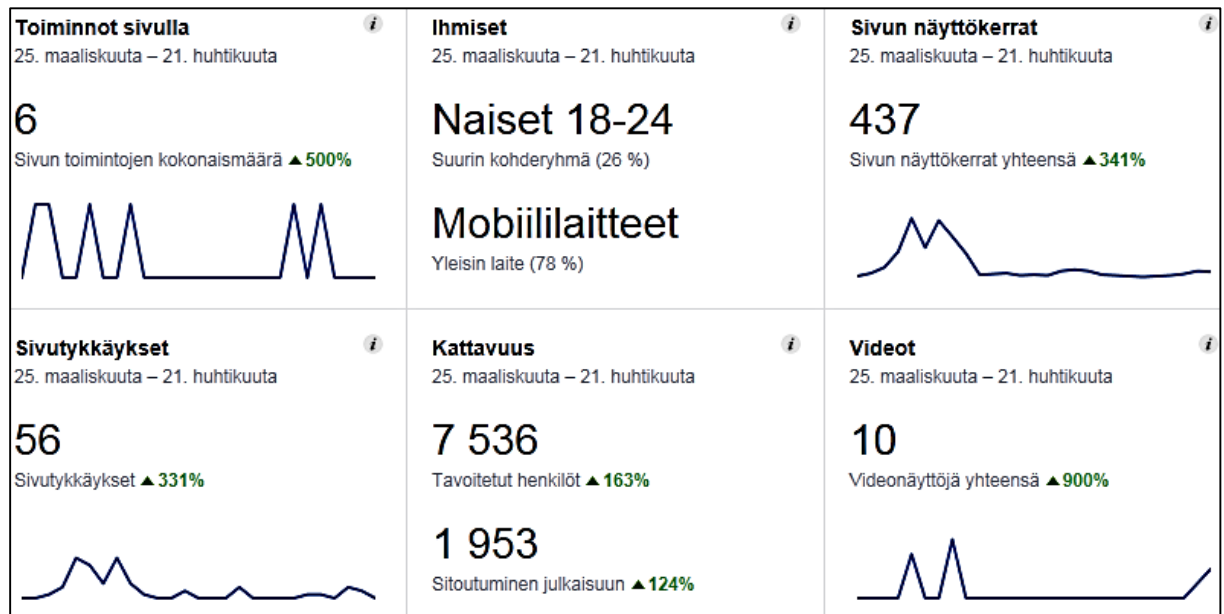 Toiminnot sivulla
25. maaliskuuta – 21. huhtikuuta
6
Sivun toimintojen kokonaismäärä ▲500%
Ihmiset
25. maaliskuuta – 21. huhtikuuta
Naiset 18-24
Suurin kohderyhmä (26 %)
Mobiililaitteet
Yleisin laite (78 %)
Sivun näyttökerrat
25. maaliskuuta – 21. huhtikuuta
437
Sivun näyttökerrat yhteensä ▲341%
Sivutykkäykset
25. maaliskuuta – 21. huhtikuuta
56
Sivutykkäykset ▲331%
Kattavuus
25. maaliskuuta – 21. huhtikuuta
7 536
Tavoitetut henkilöt ▲163%
1 953
Sitoutuminen julkaisuun ▲124%
Videot
25. maaliskuuta – 21. huhtikuuta
10
Videonäyttöjä yhteensä ▲900%